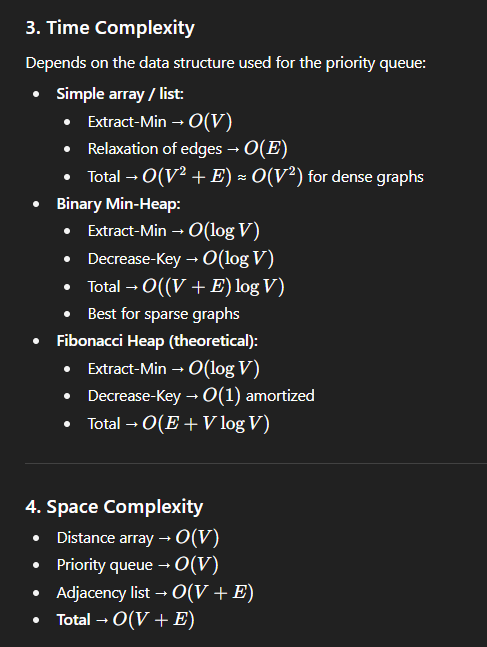 3. Time Complexity
Depends on the data structure used for the priority queue:
• Simple array / list:
• Extract-Min → O(V)
• Relaxation of edges → O(E)
• Total → O(V² + E) ≈ O(V²) for dense graphs
• Binary Min-Heap:
• Extract-Min → O(log V)
• Decrease-Key → O(log V)
• Total → O((V + E) log V)
• Best for sparse graphs
• Fibonacci Heap (theoretical):
• Extract-Min → O(log V)
• Decrease-Key → O(1) amortized
• Total → O(E + V log V)
4. Space Complexity
• Distance array → O(V)
• Priority queue → O(V)
• Adjacency list → O(V + E)
• Total → O(V + E)